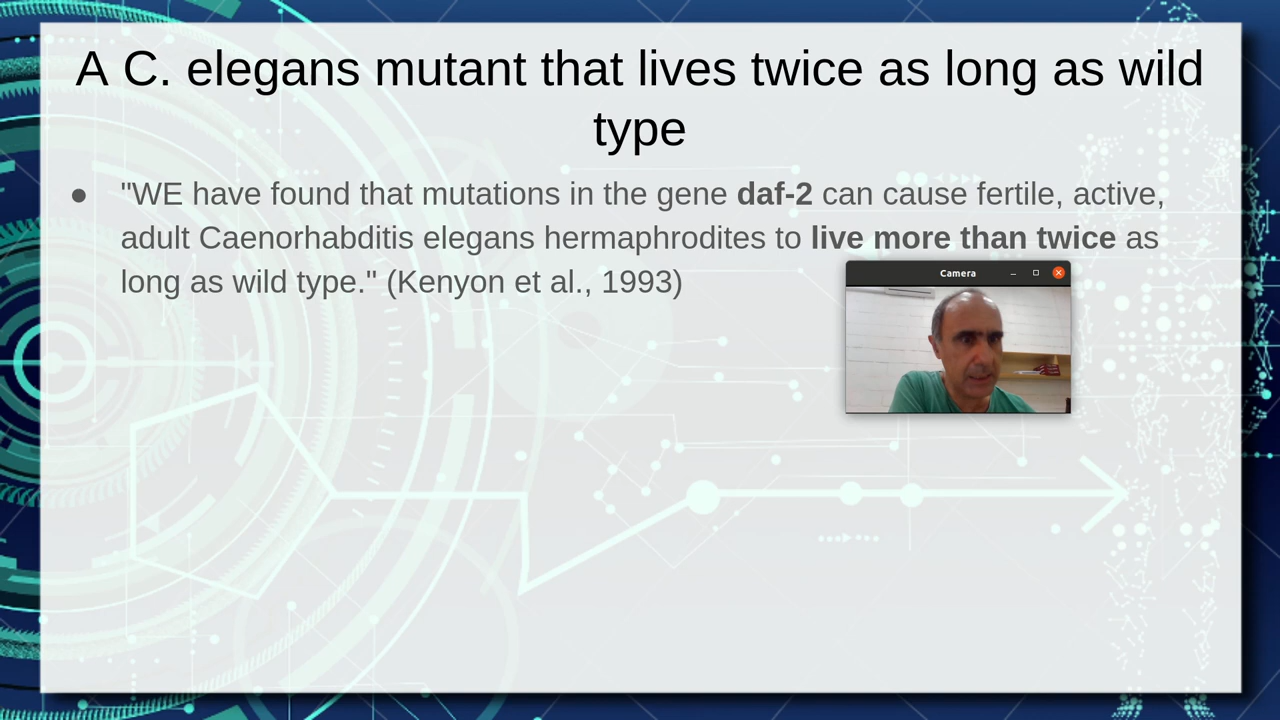 A C. elegans mutant that lives twice as long as wild
type
● "WE have found that mutations in the gene daf-2 can cause fertile, active,
adult Caenorhabditis elegans hermaphrodites to live more than twice as
long as wild type." (Kenyon et al., 1993)
Camera